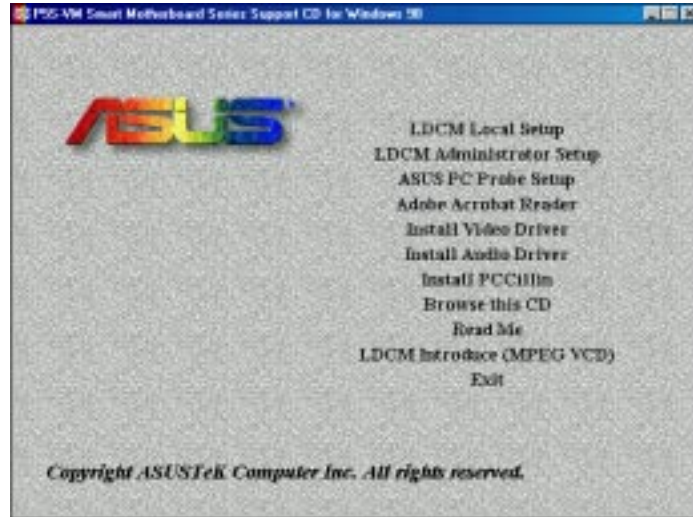 P5S-VM Smart Motherboard Series Support CD for Windows 98
ASUS
LDCM Local Setup
LDCM Administrator Setup
ASUS PC Probe Setup
Adobe Acrobat Reader
Install Video Driver
Install Audio Driver
Install PCCillin
Browse this CD
Read Me
LDCM Introduce (MPEG VCD)
Exit
Copyright ASUSTeK Computer Inc. All rights reserved.